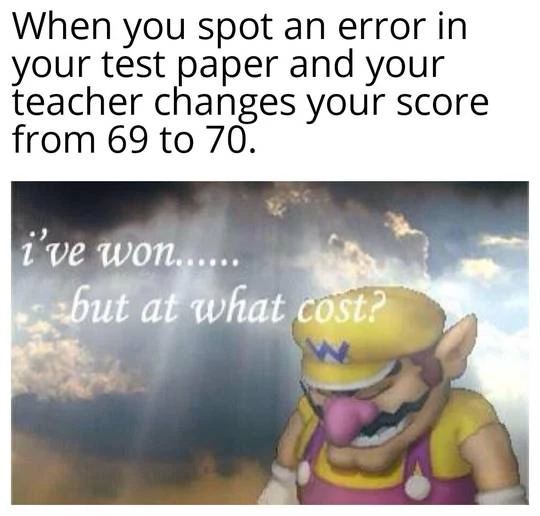 When you spot an error in
your test paper and your
teacher changes your score
from 69 to 70.
i've won......
but at what cost?
W